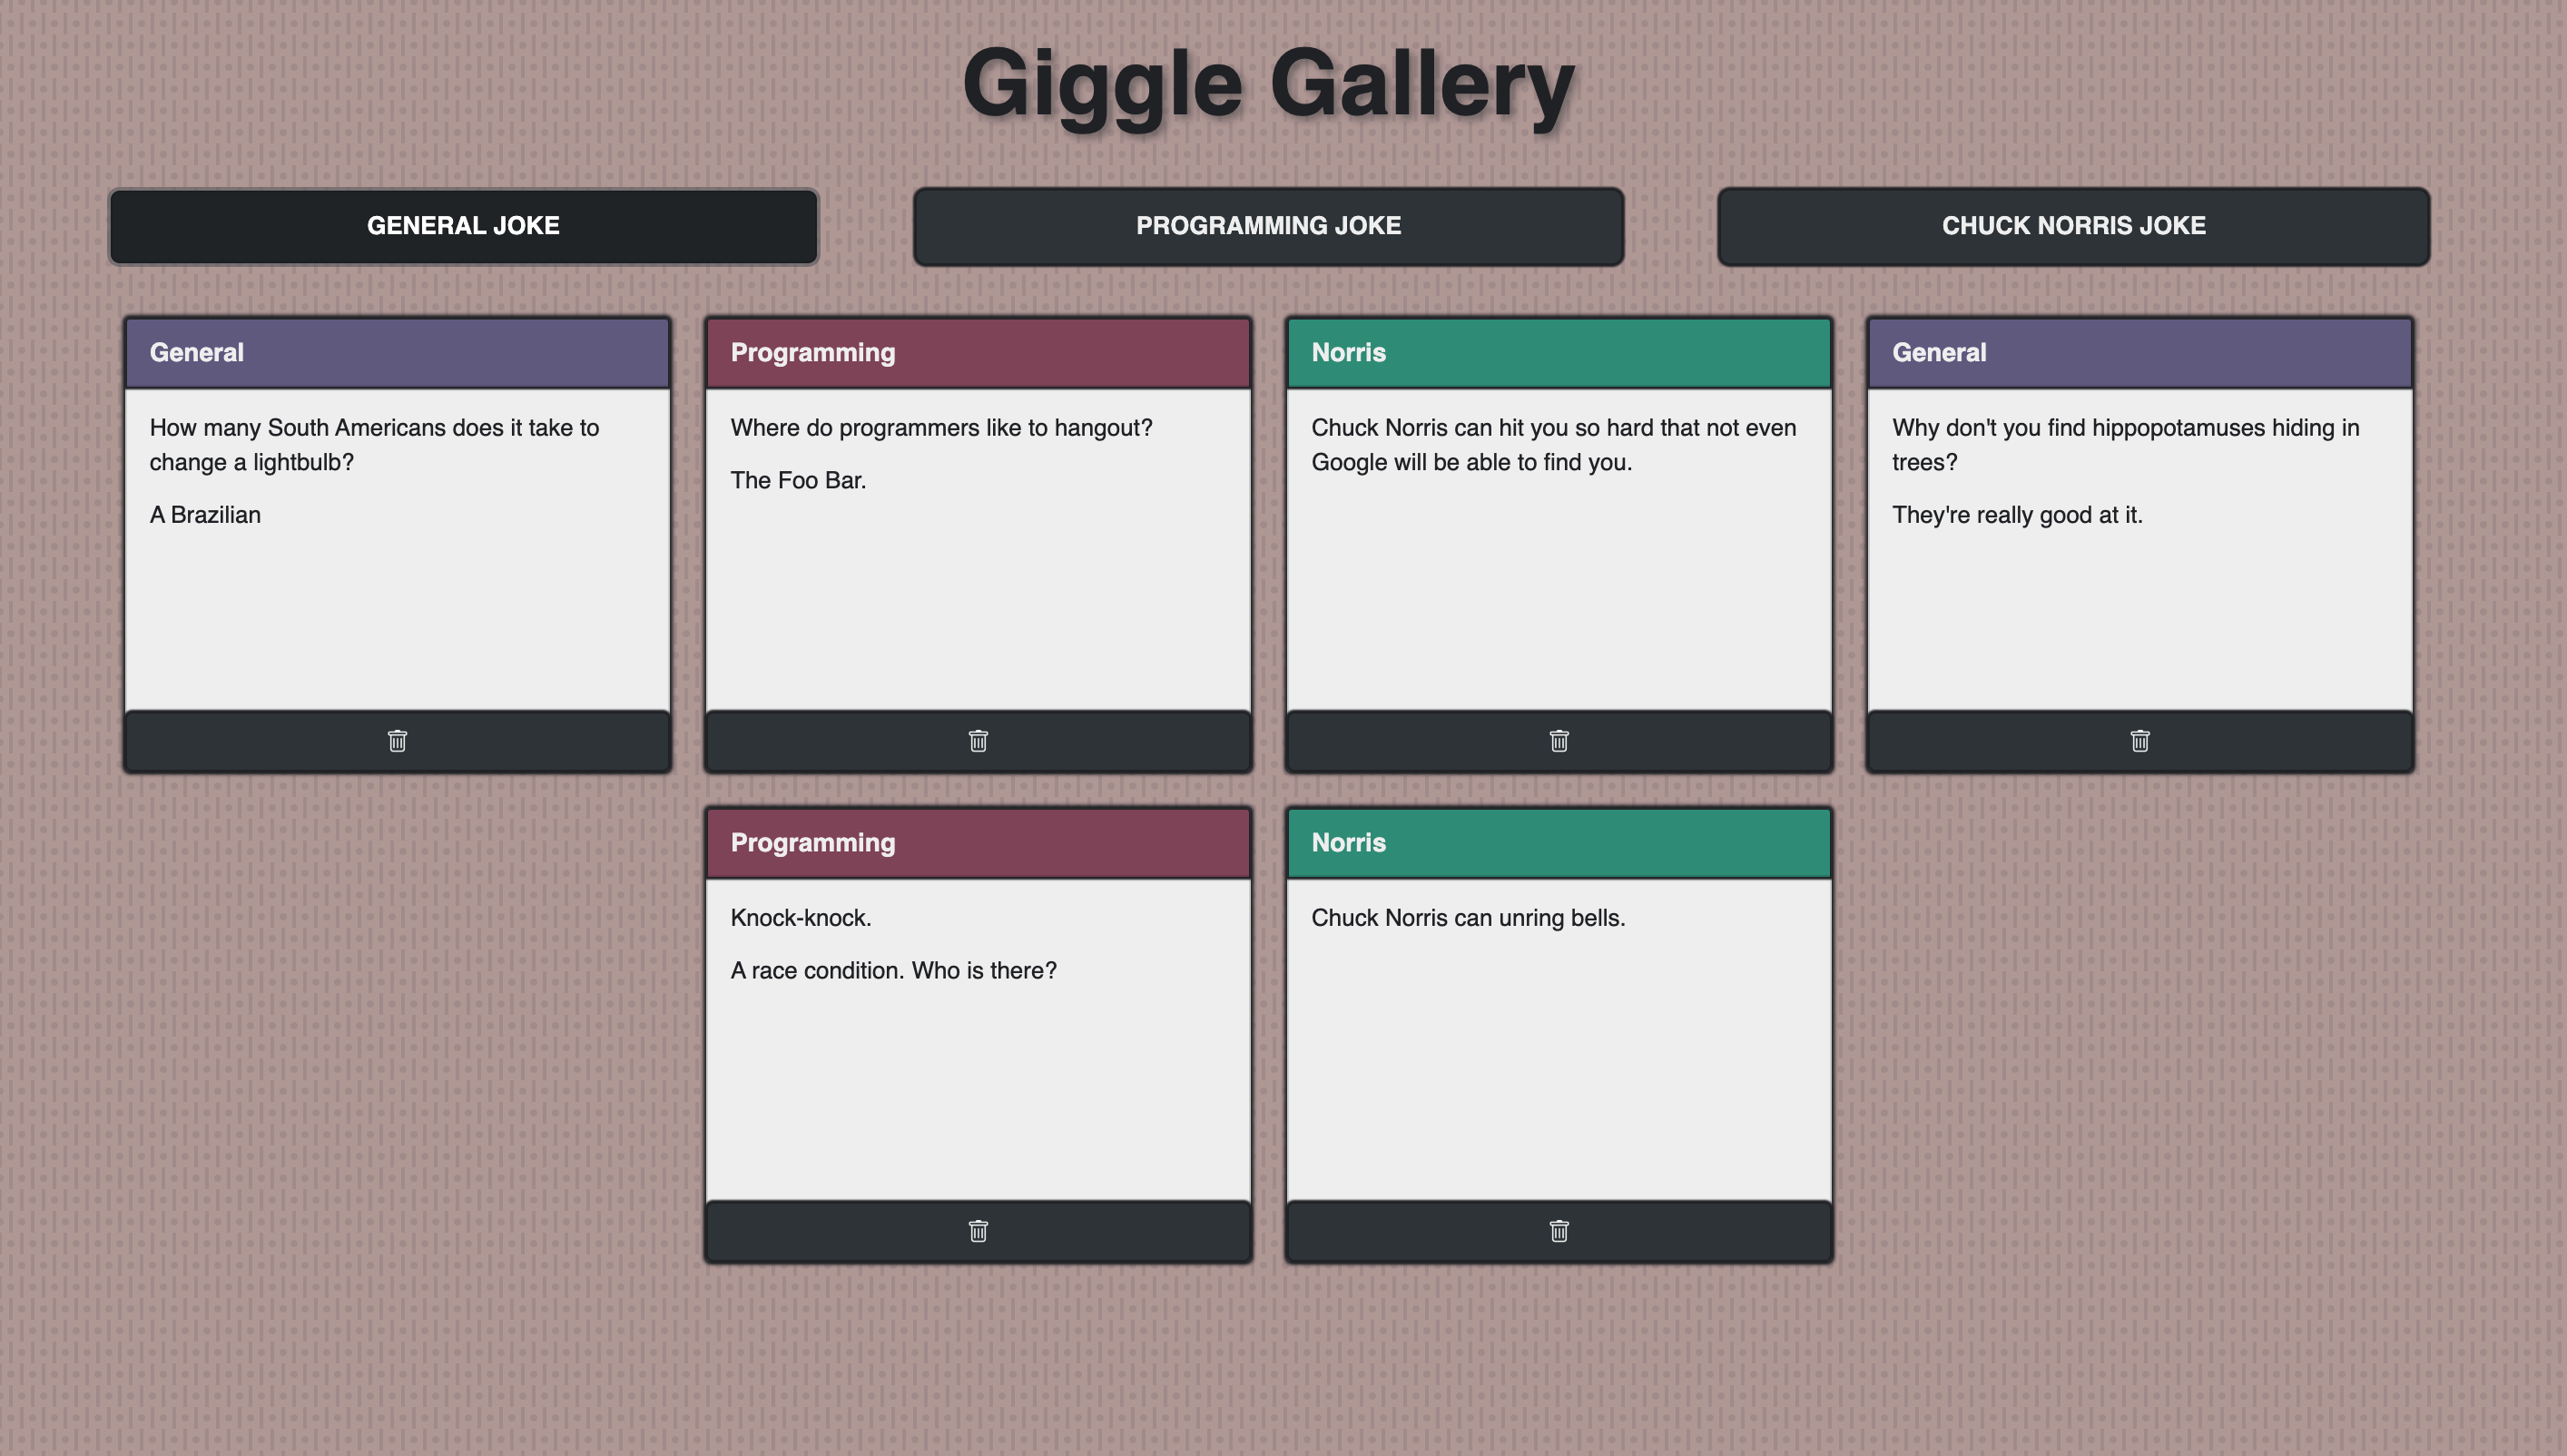 Giggle Gallery
GENERAL JOKE
PROGRAMMING JOKE
CHUCK NORRIS JOKE
General
How many South Americans does it take to
change a lightbulb?
A Brazilian
Programming
Where do programmers like to hangout?
The Foo Bar.
Norris
Chuck Norris can hit you so hard that not even
Google will be able to find you.
General
Why don't you find hippopotamuses hiding in
trees?
They're really good at it.
Programming
Knock-knock.
A race condition. Who is there?
Norris
Chuck Norris can unring bells.